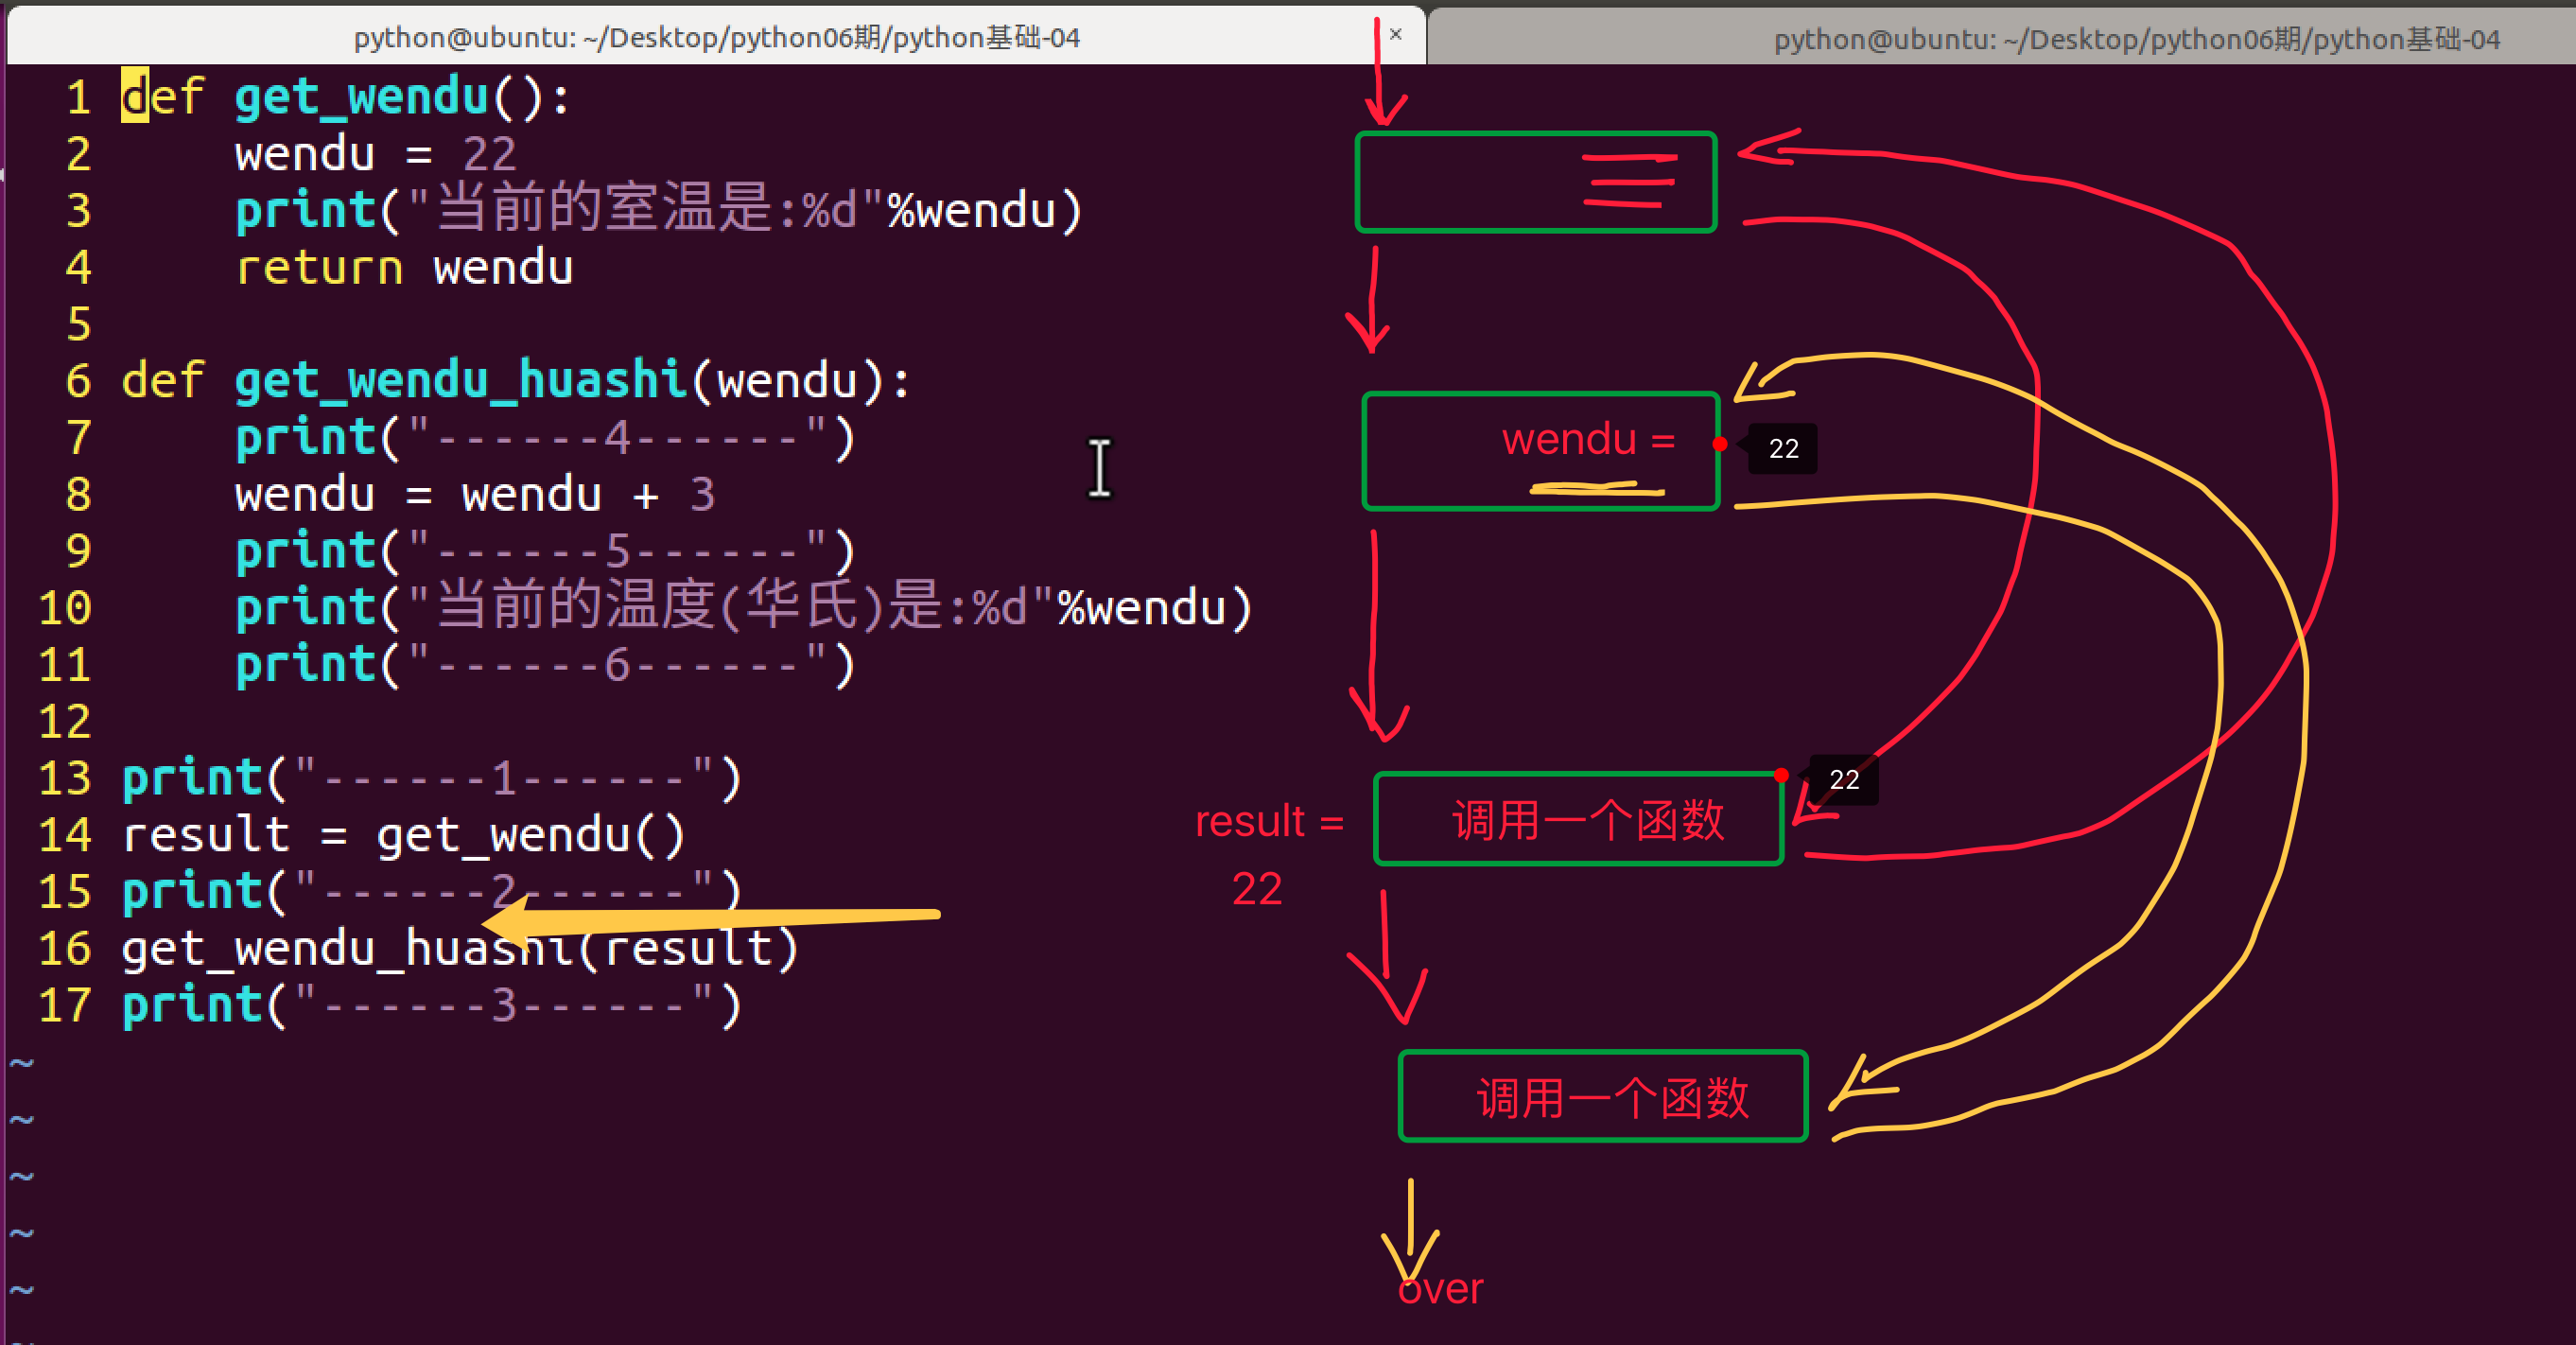 python@ubuntu: ~/Desktop/python06期/python基础-04 ×
python@ubuntu: ~/Desktop/python06期/python基础-04
1 def get_wendu():
2     wendu = 22
3     print("当前的室温是:%d"%wendu)
4     return wendu
5
6 def get_wendu_huashi(wendu):
7     print("------4------")
8     wendu = wendu + 3
9     print("------5------")
10     print("当前的温度(华氏)是:%d"%wendu)
11     print("------6------")
12
13 print("------1------")
14 result = get_wendu()
15 print("------2------")
16 get_wendu_huashi(result)
17 print("------3------")
~
~
~
~
~
~
wendu =
22
22
result =
22
调用一个函数
调用一个函数
over